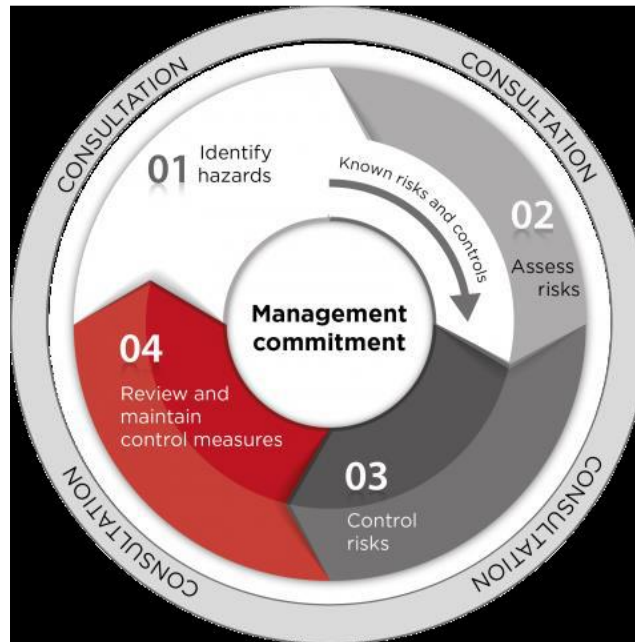 CONSULTATION
CONSULTATION
01 Identify
hazards
Known risks and controls
02
Assess
risks
Management
commitment
04
Review and
maintain
control measures
03
Control
risks
CONSULTATION
CONSULTATION